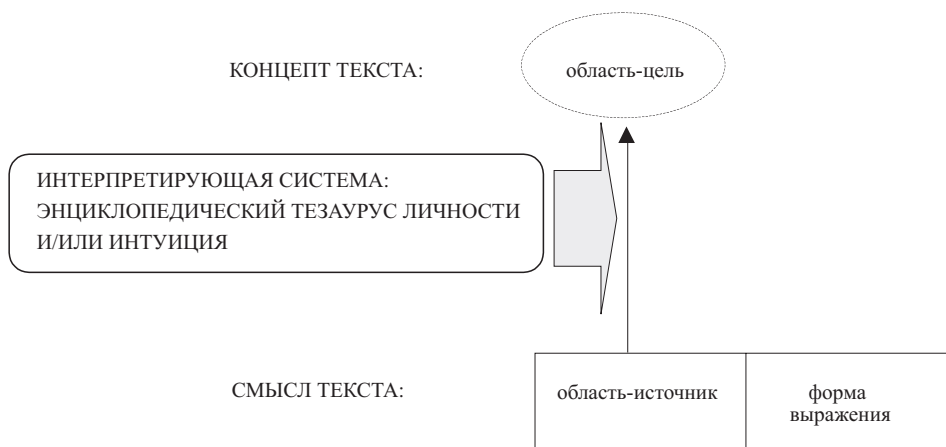 КОНЦЕПТ ТЕКСТА:
область-цель
ИНТЕРПРЕТИРУЮЩАЯ СИСТЕМА:
ЭНЦИКЛОПЕДИЧЕСКИЙ ТЕЗАУРУС ЛИЧНОСТИ
И/ИЛИ ИНТУИЦИЯ
СМЫСЛ ТЕКСТА:
область-источник
форма
выражения